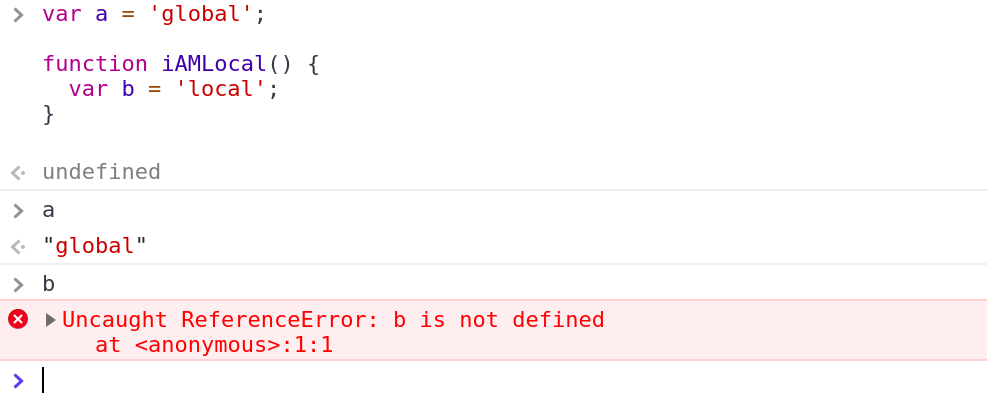 var a = 'global';
function iAMLocal() {
  var b = 'local';
}
undefined
a
"global"
b
Uncaught ReferenceError: b is not defined
    at <anonymous>:1:1